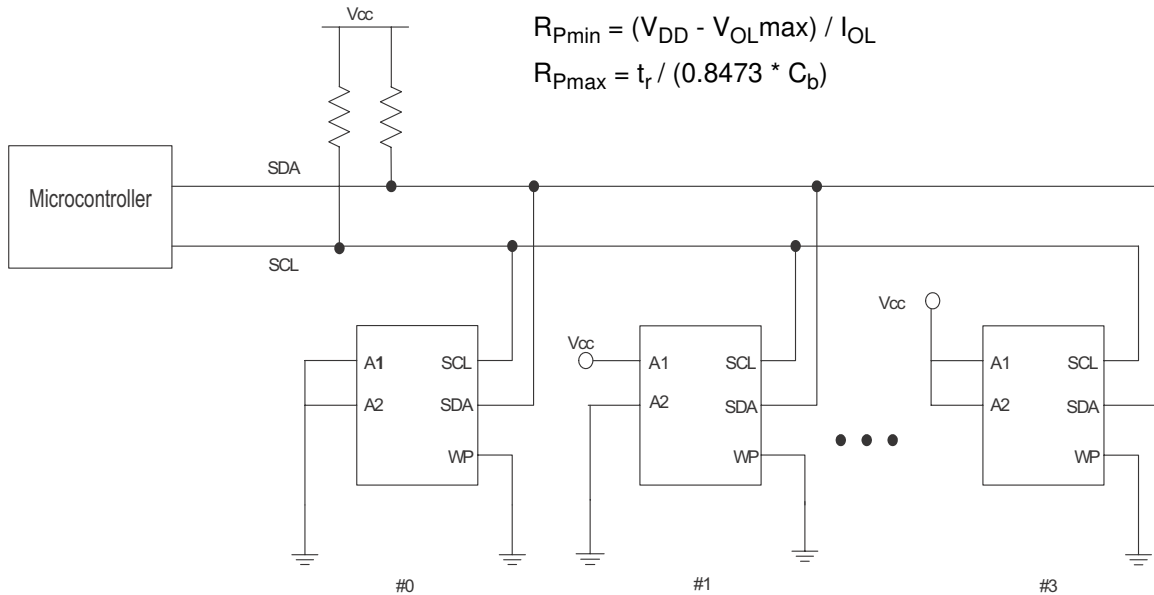 Vcc
R_Pmin = (V_DD - V_OLmax) / I_OL
R_Pmax = t_r / (0.8473 * C_b)
SDA
Microcontroller
SCL
Vcc
Vcc
A1 SCL
A2 SDA
WP
A1 SCL
A2 SDA
WP
A1 SCL
A2 SDA
WP
#0
#1
#3